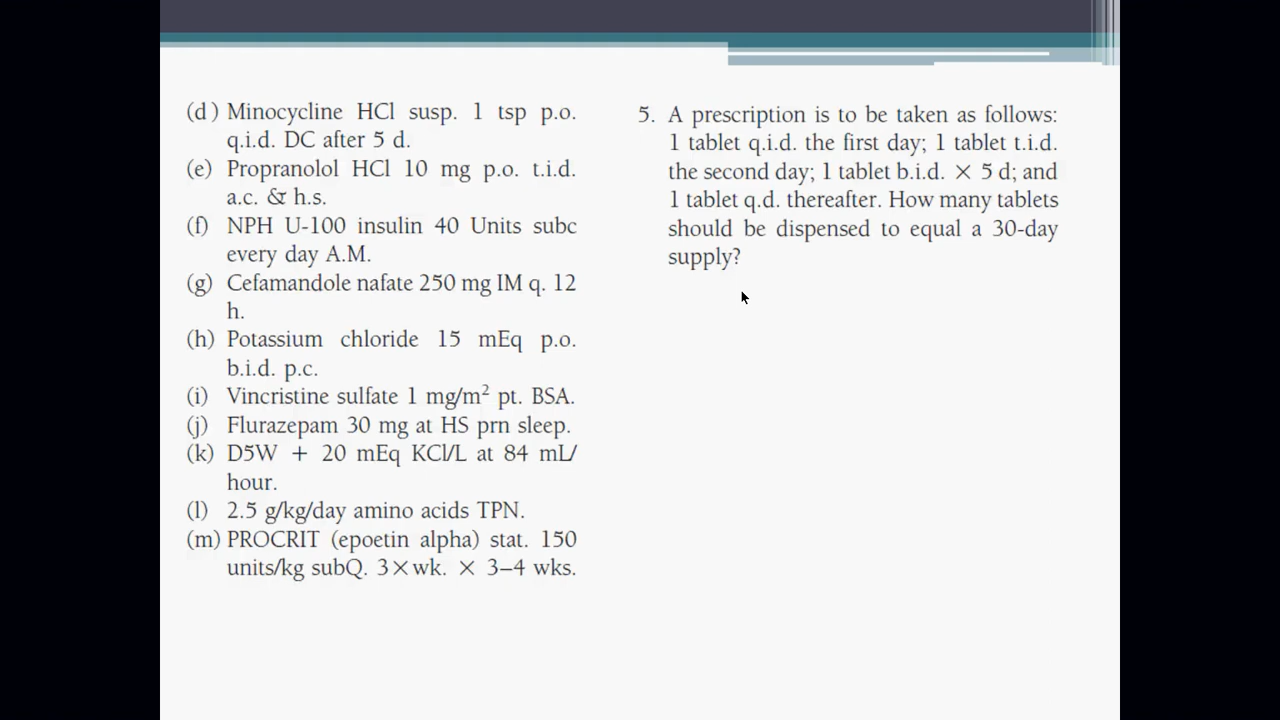 (d) Minocycline HCl susp. 1 tsp p.o.
q.i.d. DC after 5 d.
(e) Propranolol HCl 10 mg p.o. t.i.d.
a.c. & h.s.
(f) NPH U-100 insulin 40 Units subc
every day A.M.
(g) Cefamandole nafate 250 mg IM q. 12
h.
(h) Potassium chloride 15 mEq p.o.
b.i.d. p.c.
(i) Vincristine sulfate 1 mg/m² pt. BSA.
(j) Flurazepam 30 mg at HS prn sleep.
(k) D5W + 20 mEq KCl/L at 84 mL/
hour.
(l) 2.5 g/kg/day amino acids TPN.
(m) PROCRIT (epoetin alpha) stat. 150
units/kg subQ. 3×wk. × 3–4 wks.
5. A prescription is to be taken as follows:
1 tablet q.i.d. the first day; 1 tablet t.i.d.
the second day; 1 tablet b.i.d. × 5 d; and
1 tablet q.d. thereafter. How many tablets
should be dispensed to equal a 30-day
supply?